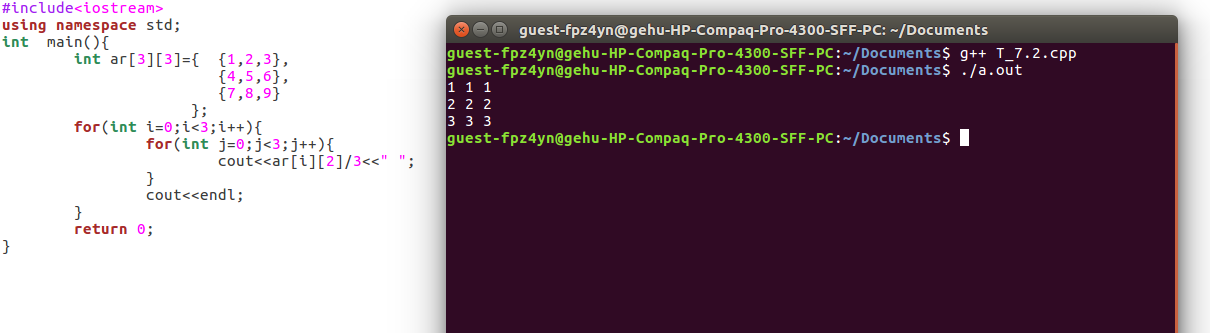 #include<iostream>
using namespace std;
int  main(){
        int ar[3][3]={  {1,2,3},
                        {4,5,6},
                        {7,8,9}
                     };
        for(int i=0;i<3;i++){
                for(int j=0;j<3;j++){
                        cout<<ar[i][2]/3<<" ";
                }
                cout<<endl;
        }
        return 0;
}
guest-fpz4yn@gehu-HP-Compaq-Pro-4300-SFF-PC: ~/Documents
guest-fpz4yn@gehu-HP-Compaq-Pro-4300-SFF-PC:~/Documents$ g++ T_7.2.cpp
guest-fpz4yn@gehu-HP-Compaq-Pro-4300-SFF-PC:~/Documents$ ./a.out
1 1 1
2 2 2
3 3 3
guest-fpz4yn@gehu-HP-Compaq-Pro-4300-SFF-PC:~/Documents$